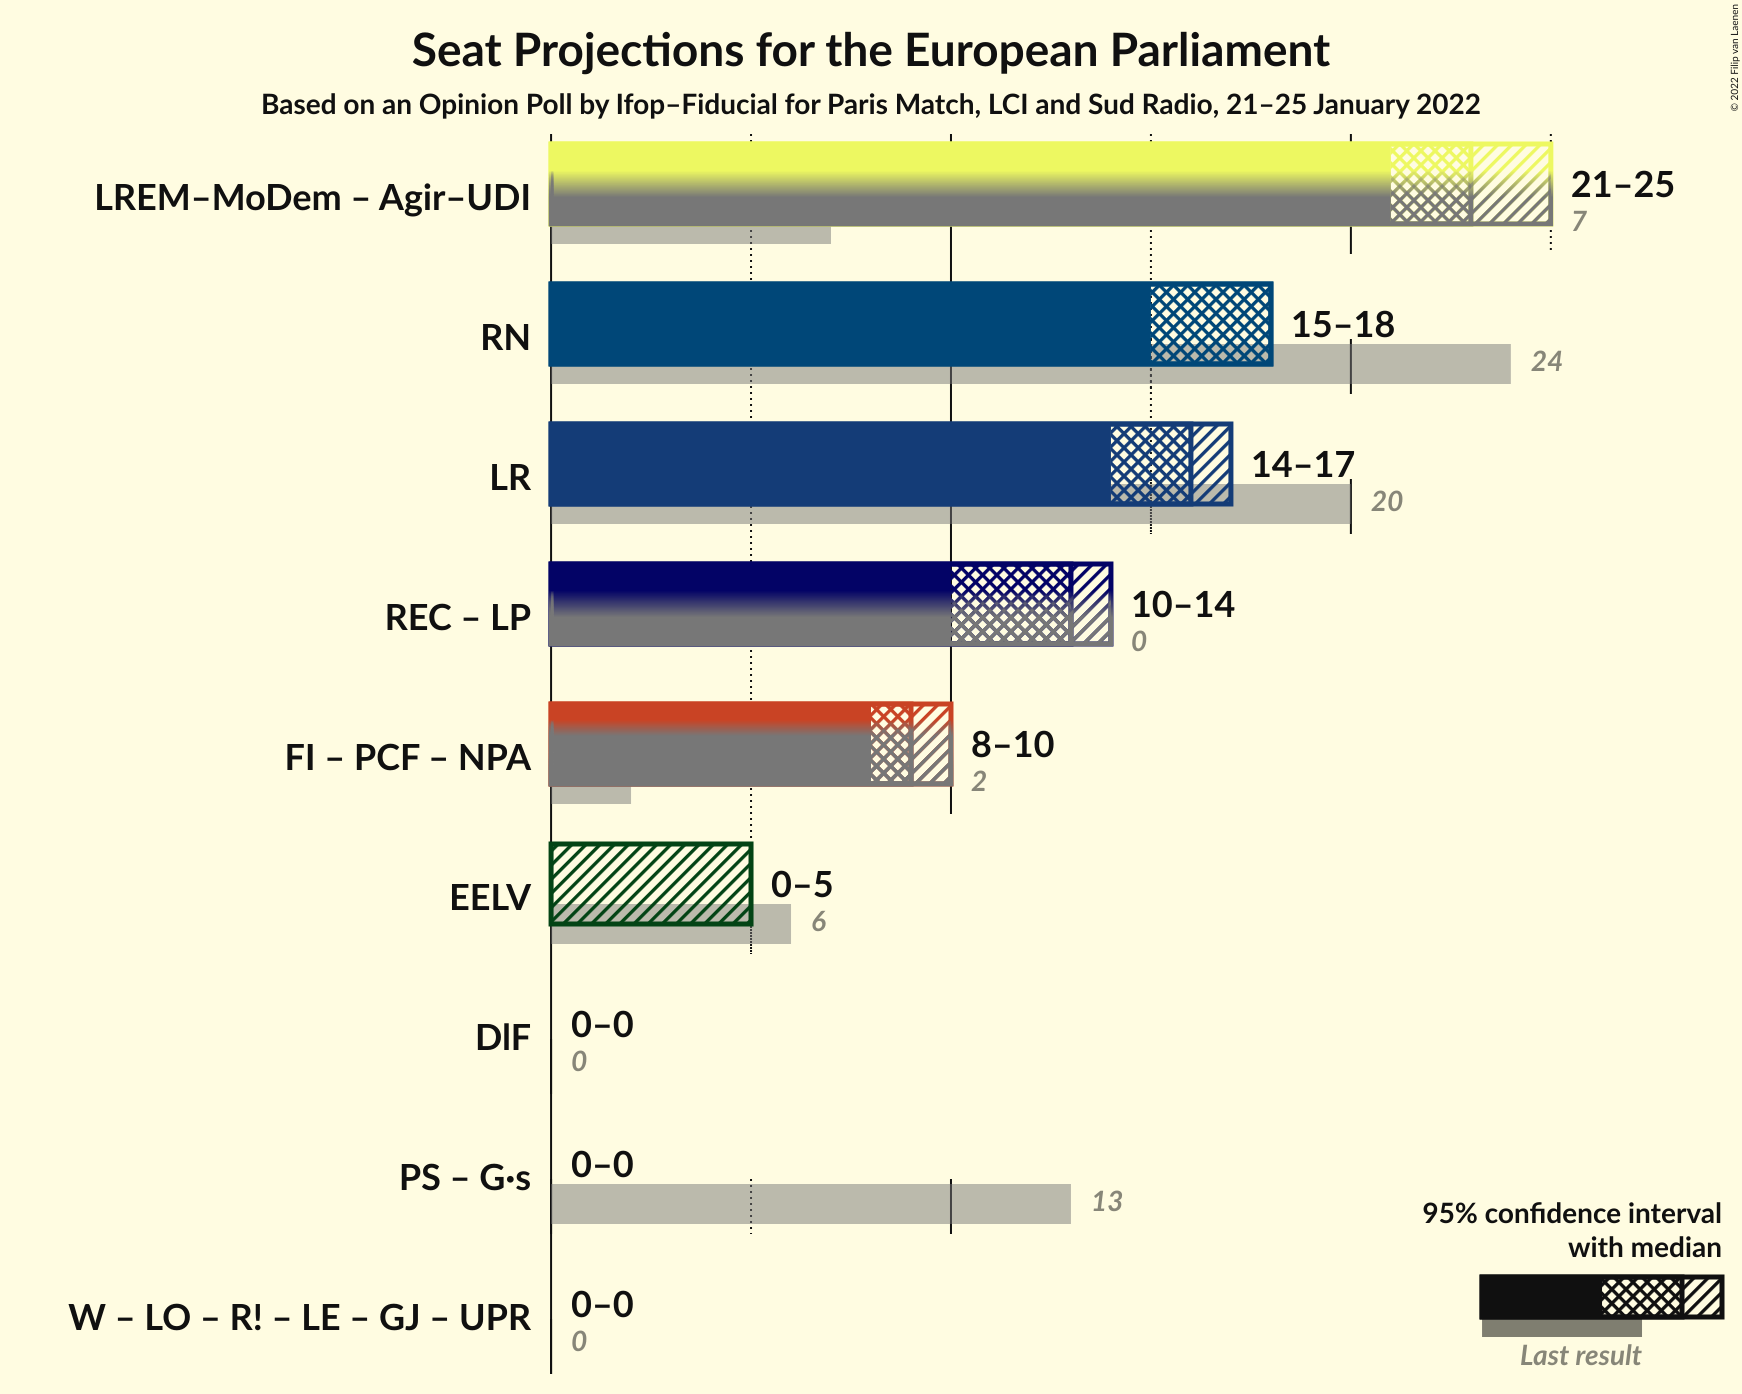 Seat Projections for the European Parliament
Based on an Opinion Poll by Ifop–Fiducial for Paris Match, LCI and Sud Radio, 21–25 January 2022
© 2022 Filip van Laenen
LREM–MoDem – Agir–UDI
21–25
7
RN
15–18
24
LR
14–17
20
REC – LP
10–14
0
FI – PCF – NPA
8–10
2
EELV
0–5
6
DlF
0–0
0
PS – G·s
0–0
13
W – LO – R! – LE – GJ – UPR
0–0
0
95% confidence interval
with median
Last result